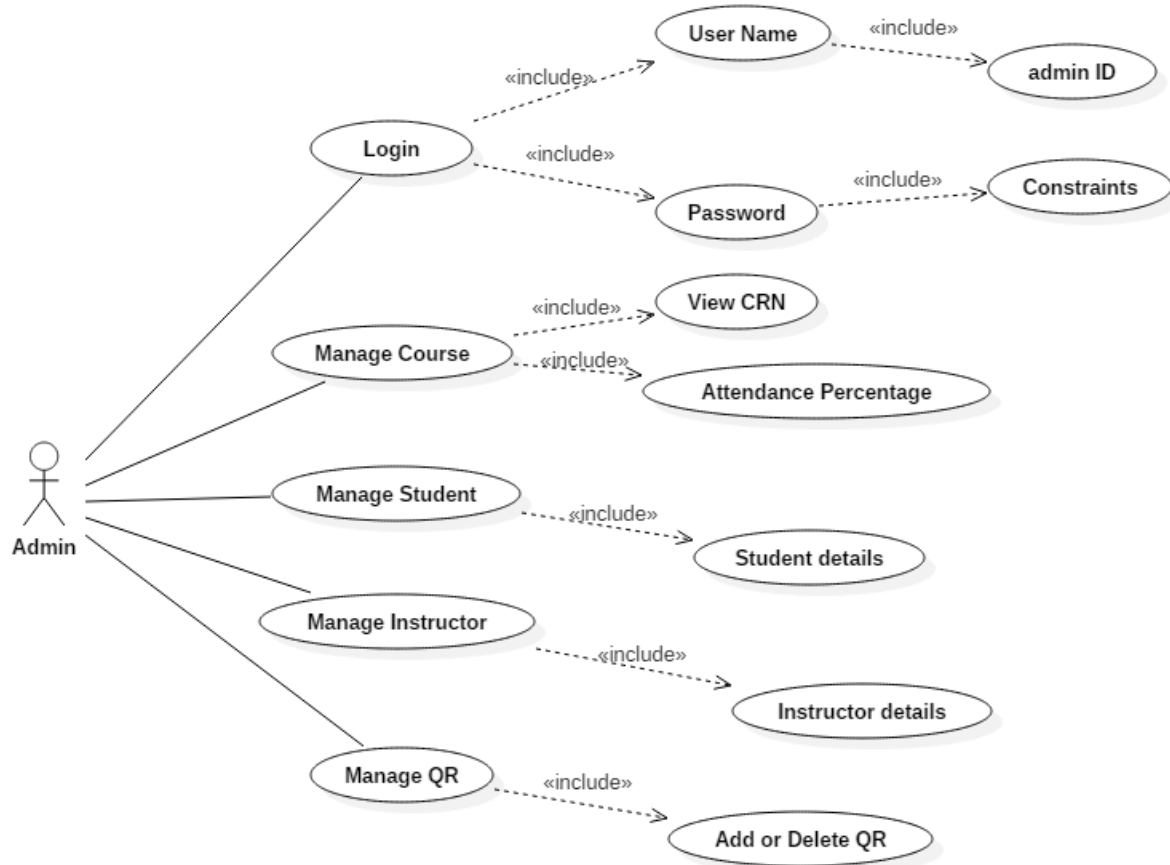 User Name
«include»
admin ID
«include»
Login
«include»
Password
«include»
Constraints
View CRN
«include»
Manage Course
«include»
Attendance Percentage
Manage Student
«include»
Student details
Admin
Manage Instructor
«include»
Instructor details
Manage QR
«include»
Add or Delete QR